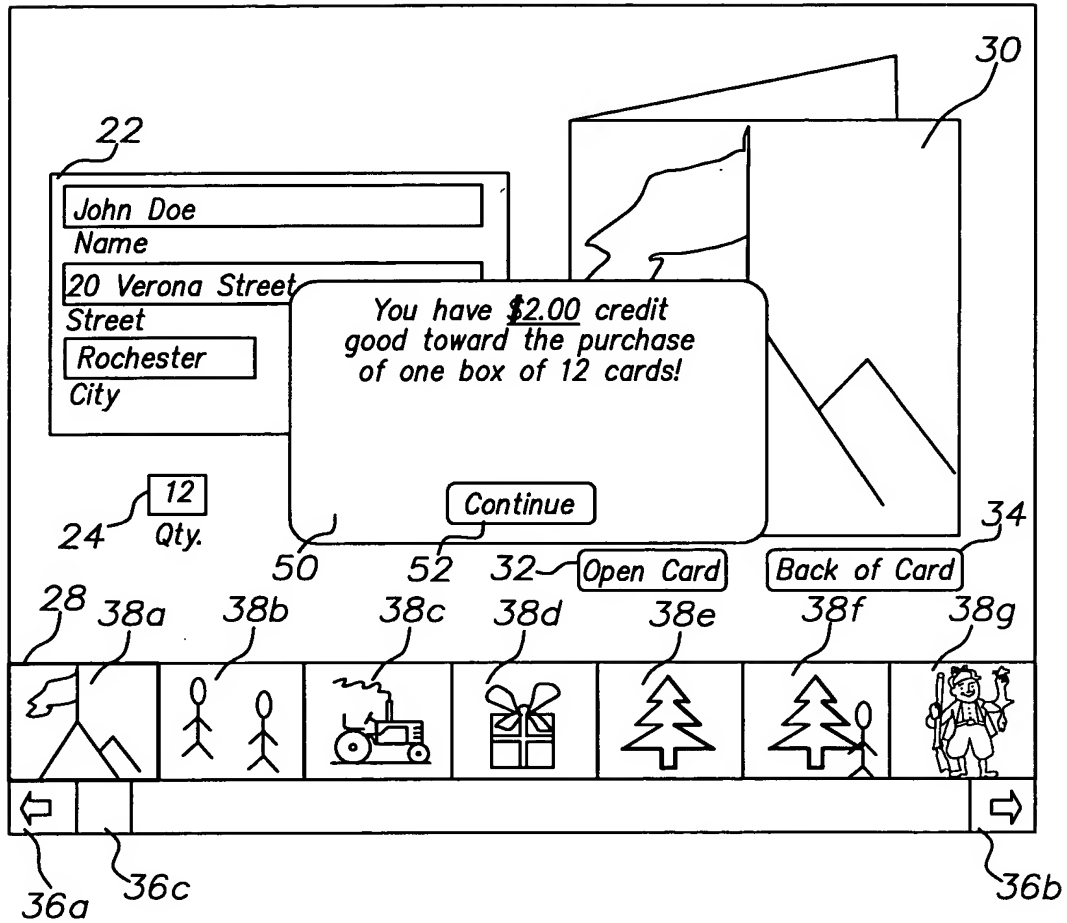 30
22
John Doe
Name
20 Verona Street
Street
Rochester
City
You have $2.00 credit
good toward the purchase
of one box of 12 cards!
Continue
12
Qty.
24
50
52
32
Open Card
34
Back of Card
28
38a
38b
38c
38d
38e
38f
38g
36a
36c
36b